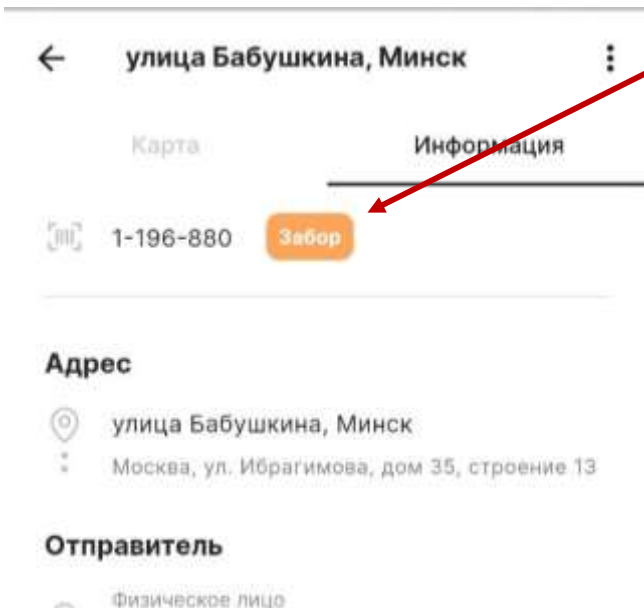 улица Бабушкина, Минск
Карта
Информация
1-196-880
Забор
Адрес
улица Бабушкина, Минск
Москва, ул. Ибрагимова, дом 35, строение 13
Отправитель
Физическое лицо